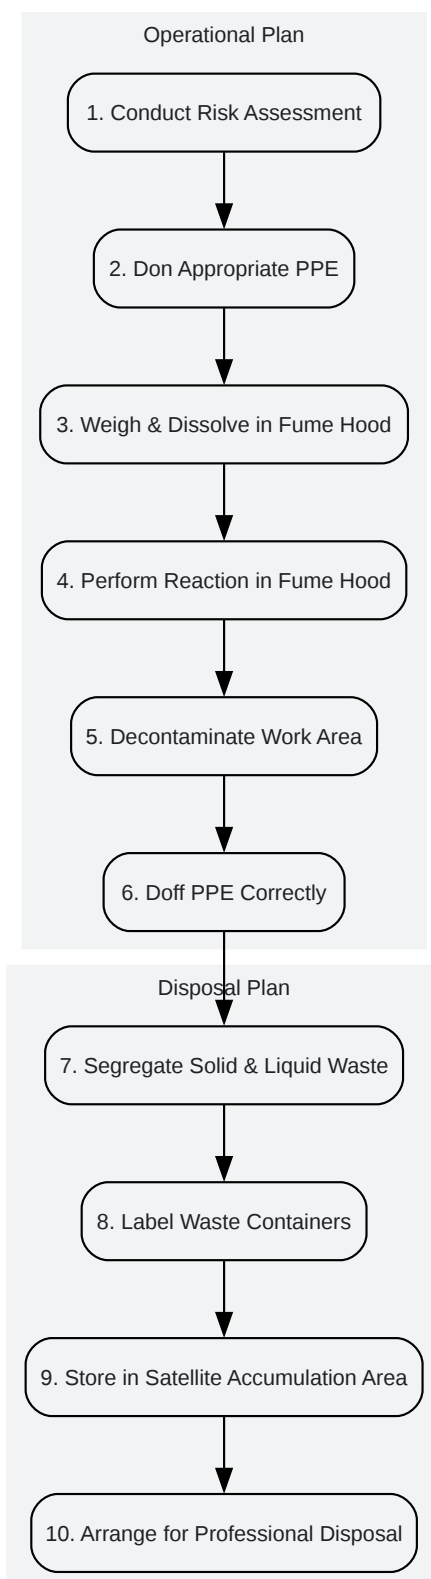 Operational Plan
1. Conduct Risk Assessment
2. Don Appropriate PPE
3. Weigh & Dissolve in Fume Hood
4. Perform Reaction in Fume Hood
5. Decontaminate Work Area
6. Doff PPE Correctly
Disposal Plan
7. Segregate Solid & Liquid Waste
8. Label Waste Containers
9. Store in Satellite Accumulation Area
10. Arrange for Professional Disposal